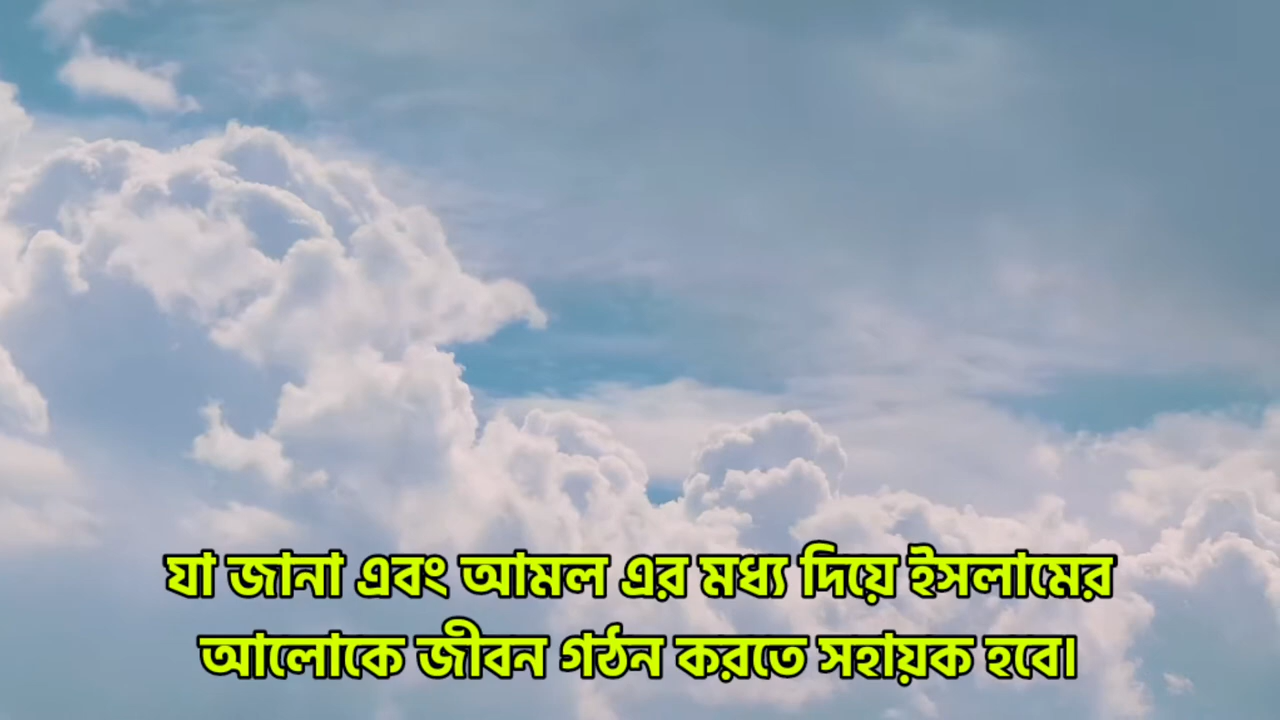 যা জানা এবং আমল এর মধ্য দিয়ে ইসলামের
আলোকে জীবন গঠন করতে সহায়ক হবে।